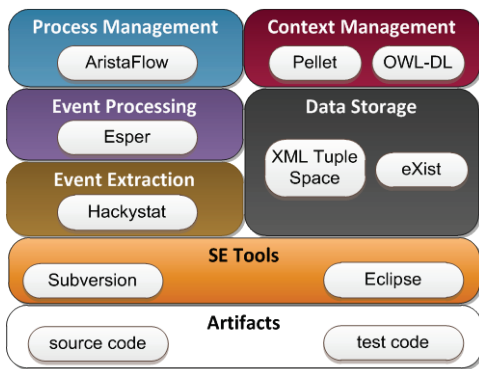 Process Management
AristaFlow
Context Management
Pellet
OWL-DL
Event Processing
Esper
Data Storage
XML Tuple
Space
eXist
Event Extraction
Hackystat
SE Tools
Subversion
Eclipse
Artifacts
source code
test code